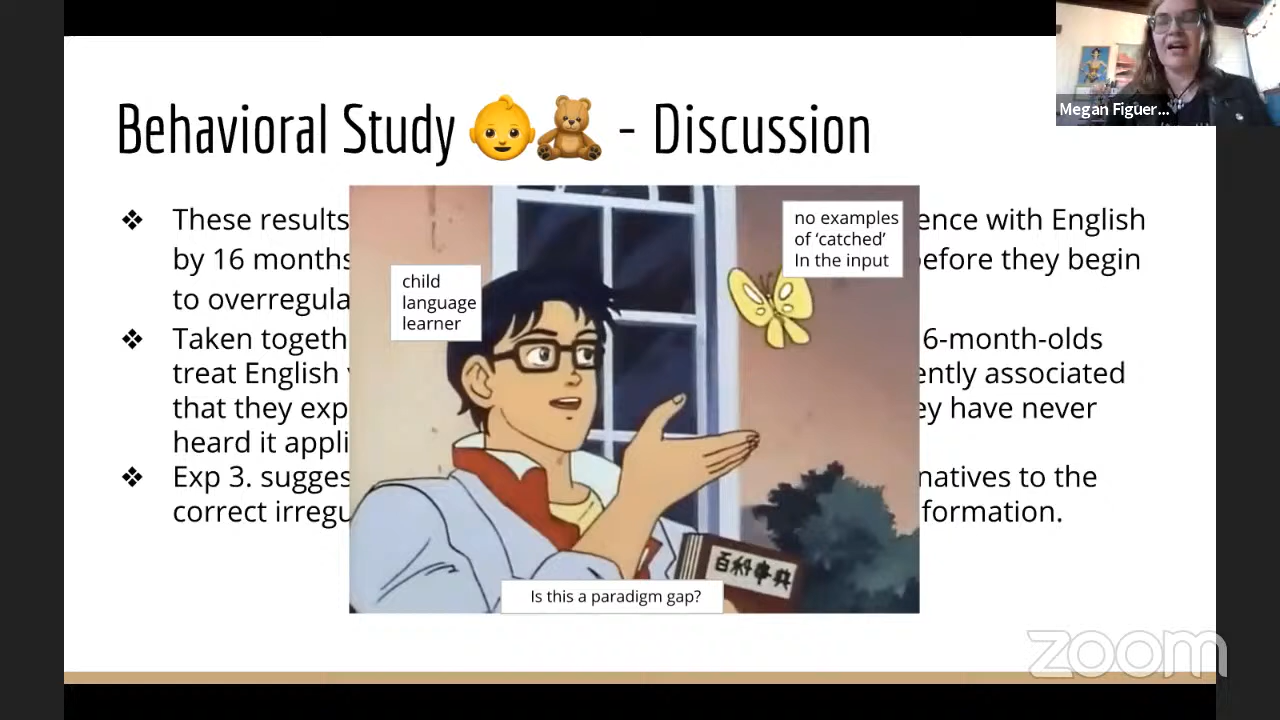 Megan Figuer...
Behavioral Study - Discussion
❖ These results ence with English
by 16 months before they begin
to overregula
❖ Taken togeth 6-month-olds
treat English ently associated
that they exp ey have never
heard it appli
❖ Exp 3. sugges natives to the
correct irregu formation.
child
language
learner
no examples
of ‘catched’
In the input
百科事典
Is this a paradigm gap?
zoom